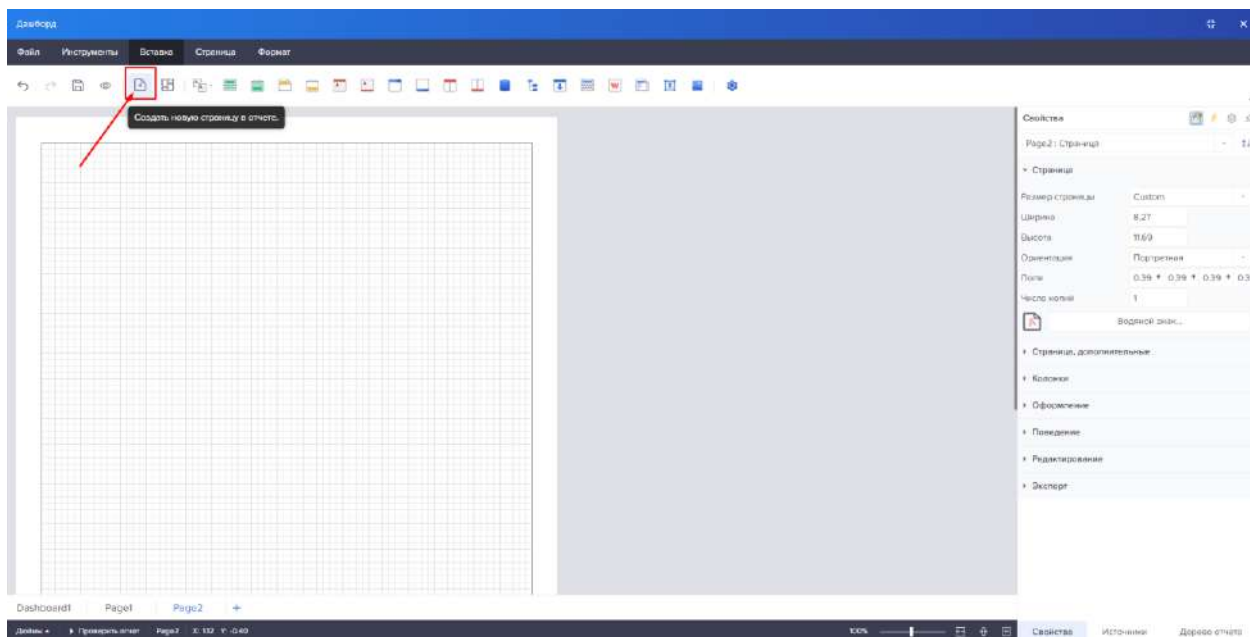 Дашборд
Файл Инструменты Вставка Страница Формат
Создать новую страницу в отчете.
Свойства
Page2 : Страница
Страница
Размер страницы Custom
Ширина 8.27
Высота 11.69
Ориентация Портретная
Поля 0.39 0.39 0.39
Число копий 1
Водяной знак...
Страница, дополнительные
Колонки
Оформление
Поведение
Редактирование
Экспорт
Dashboard1 Page1 Page2 +
Дюймы Проверить отчет Page2 X: Y: 100% Свойства Источники Дерево отчета